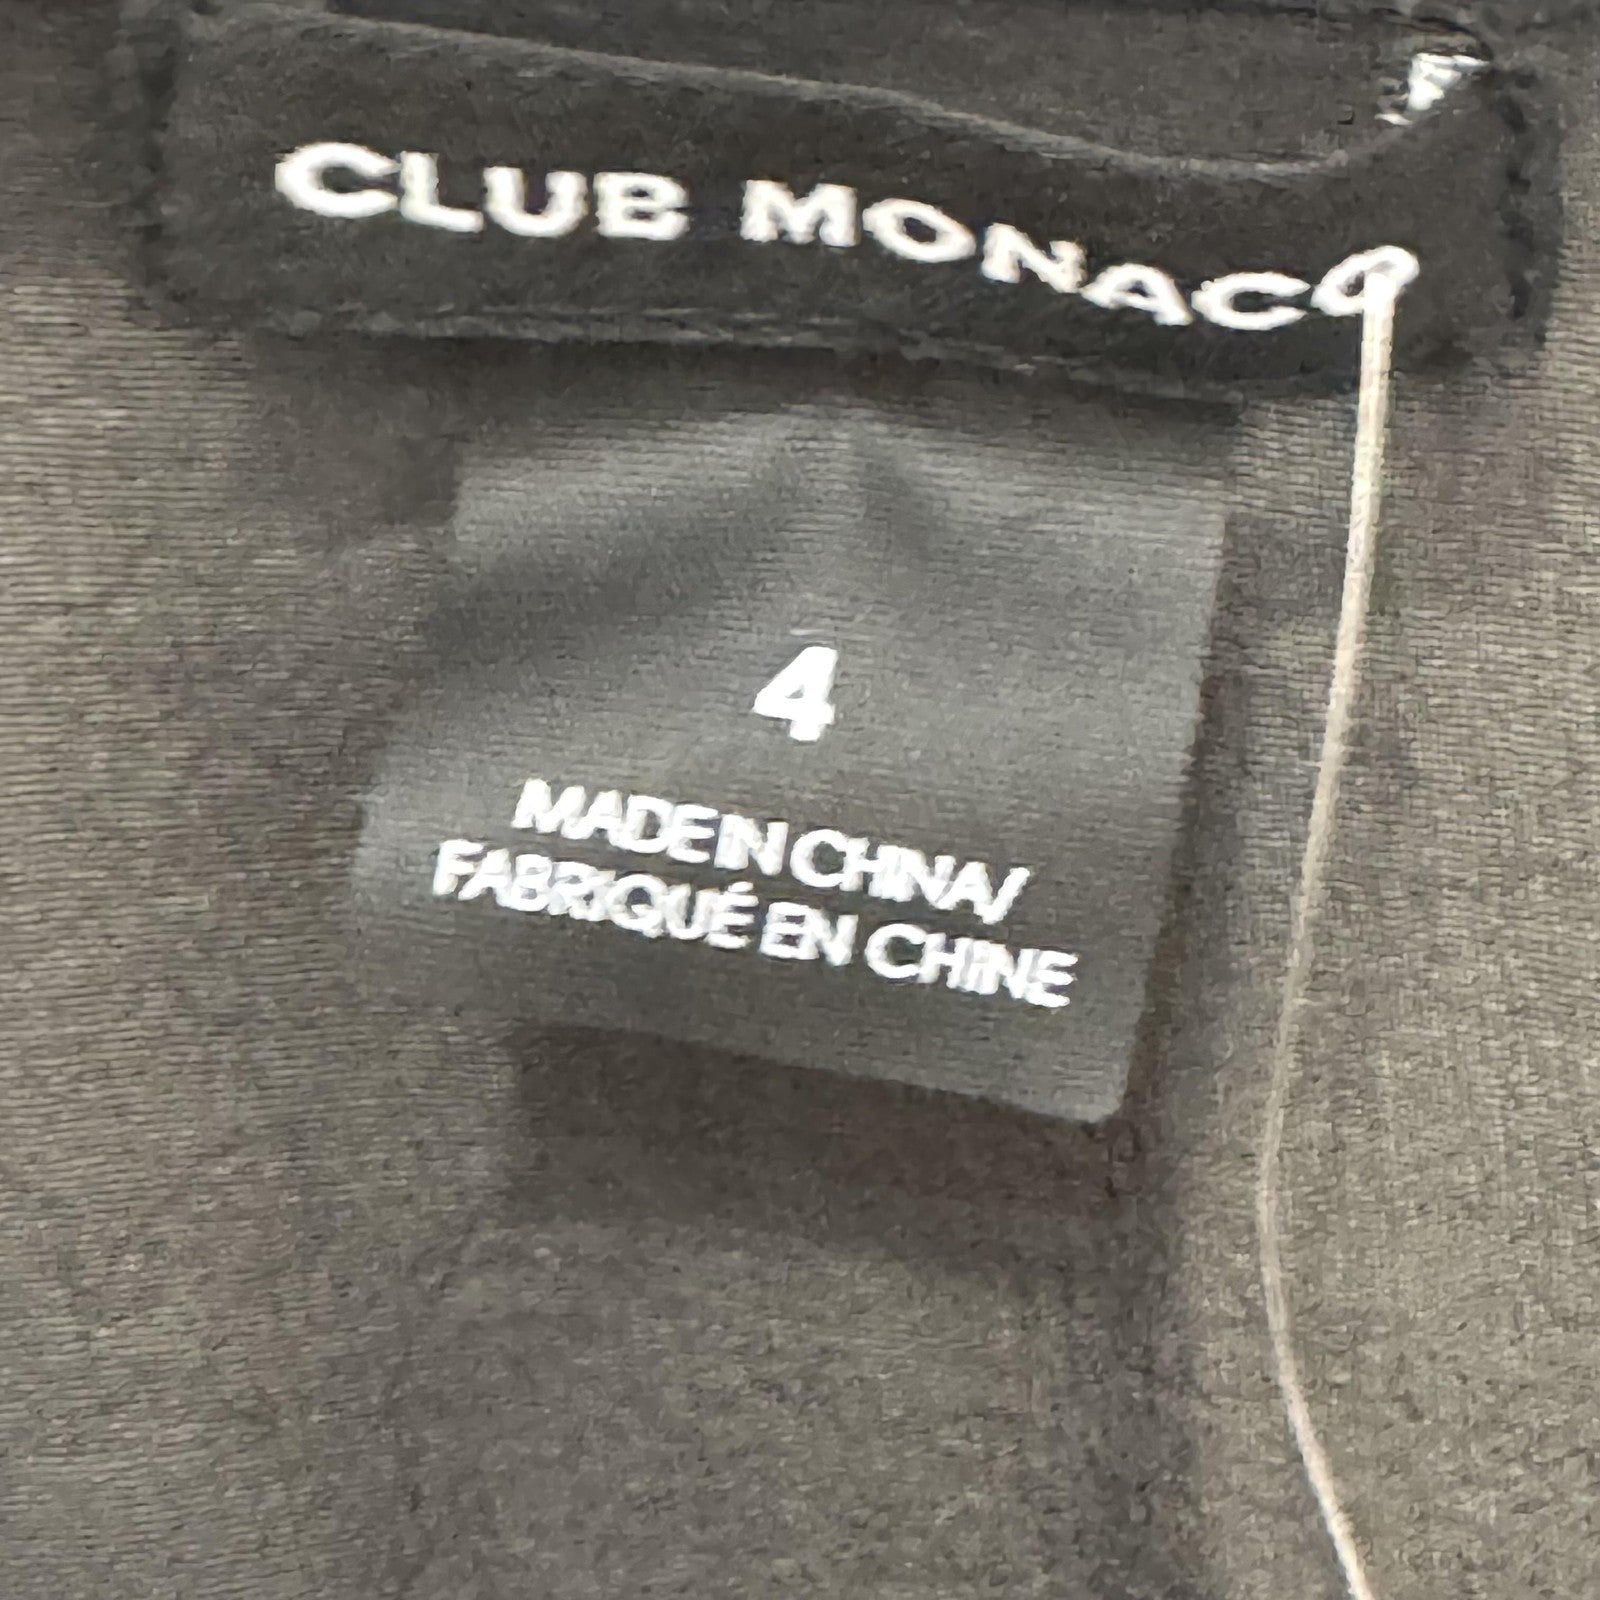 CLUB MONACO
4
MADE IN CHINA/
FABRIQUÉ EN CHINE